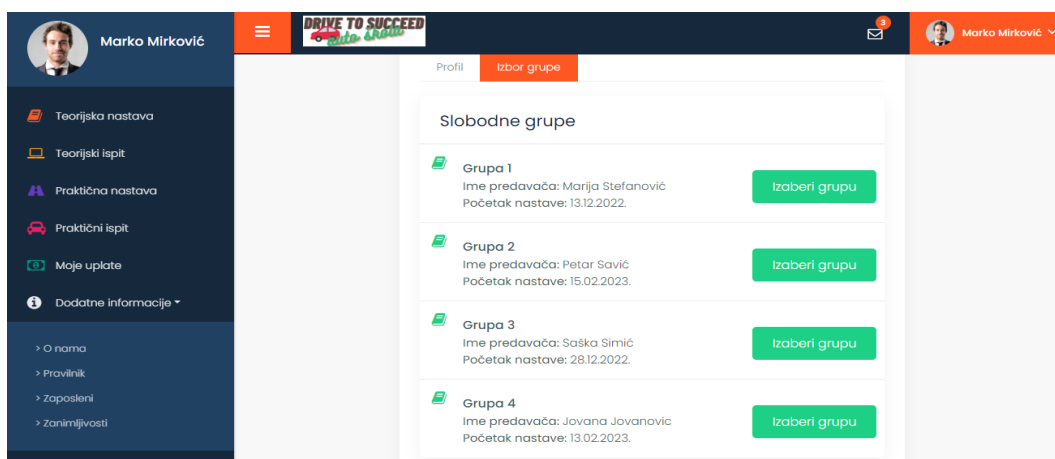 Marko Mirković
DRIVE TO SUCCEED
auto škola
3
Marko Mirković
Teorijska nastava
Teorijski ispit
Praktična nastava
Praktični ispit
Moje uplate
Dodatne informacije
> O nama
> Pravilnik
> Zaposleni
> Zanimljivosti
Profil
Izbor grupe
Slobodne grupe
Grupa 1
Ime predavača: Marija Stefanović
Početak nastave: 13.12.2022.
Izaberi grupu
Grupa 2
Ime predavača: Petar Savić
Početak nastave: 15.02.2023.
Izaberi grupu
Grupa 3
Ime predavača: Saška Simić
Početak nastave: 28.12.2022.
Izaberi grupu
Grupa 4
Ime predavača: Jovana Jovanovic
Početak nastave: 13.02.2023.
Izaberi grupu